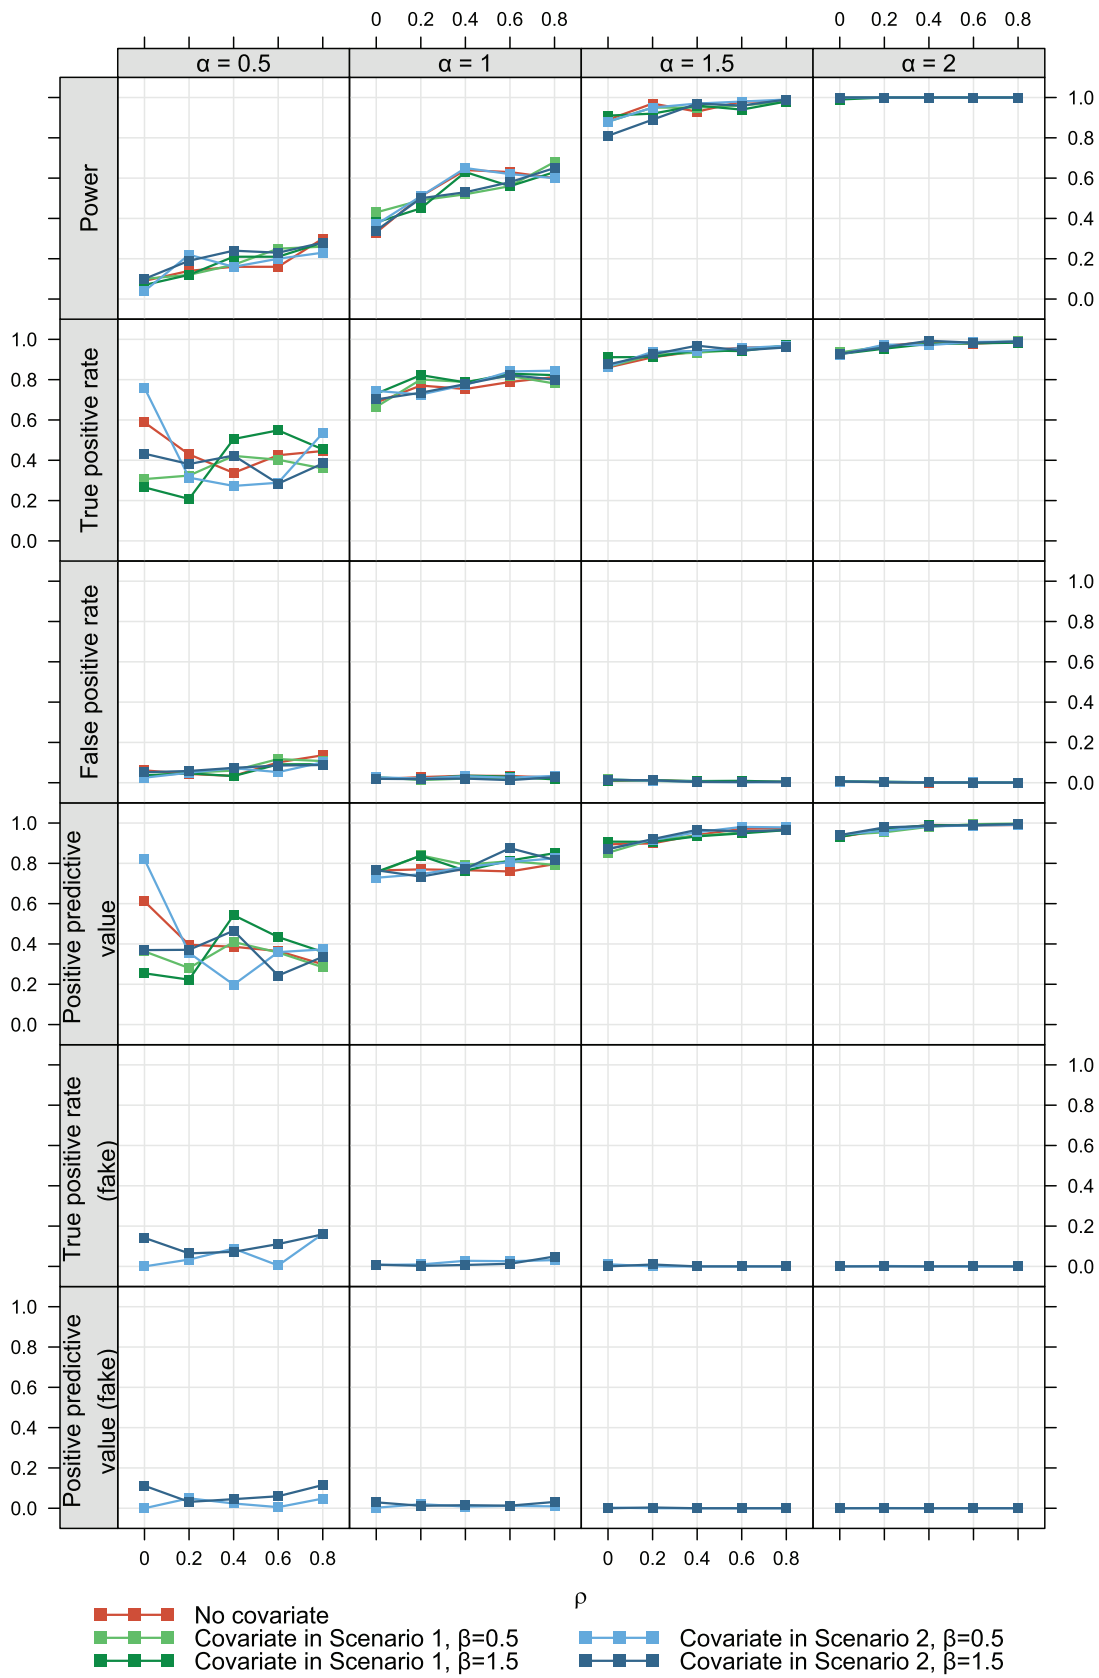 0 0.2 0.4 0.6 0.8 0 0.2 0.4 0.6 0.8
α = 0.5 α = 1 α = 1.5 α = 2
Power
1.0
0.8
0.6
0.4
0.2
0.0
True positive rate
1.0
0.8
0.6
0.4
0.2
0.0
False positive rate
1.0
0.8
0.6
0.4
0.2
0.0
Positive predictive
value
1.0
0.8
0.6
0.4
0.2
0.0
True positive rate
(fake)
1.0
0.8
0.6
0.4
0.2
0.0
Positive predictive
value (fake)
1.0
0.8
0.6
0.4
0.2
0.0
0 0.2 0.4 0.6 0.8 0 0.2 0.4 0.6 0.8
ρ
No covariate
Covariate in Scenario 1, β=0.5
Covariate in Scenario 1, β=1.5
Covariate in Scenario 2, β=0.5
Covariate in Scenario 2, β=1.5